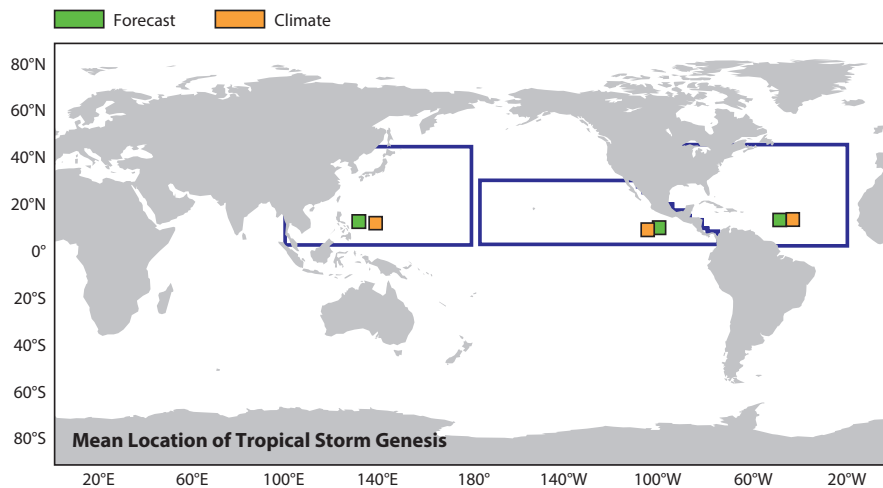 Forecast Climate
80°N
60°N
40°N
20°N
0°
20°S
40°S
60°S
80°S
Mean Location of Tropical Storm Genesis
20°E 60°E 100°E 140°E 180° 140°W 100°W 60°W 20°W